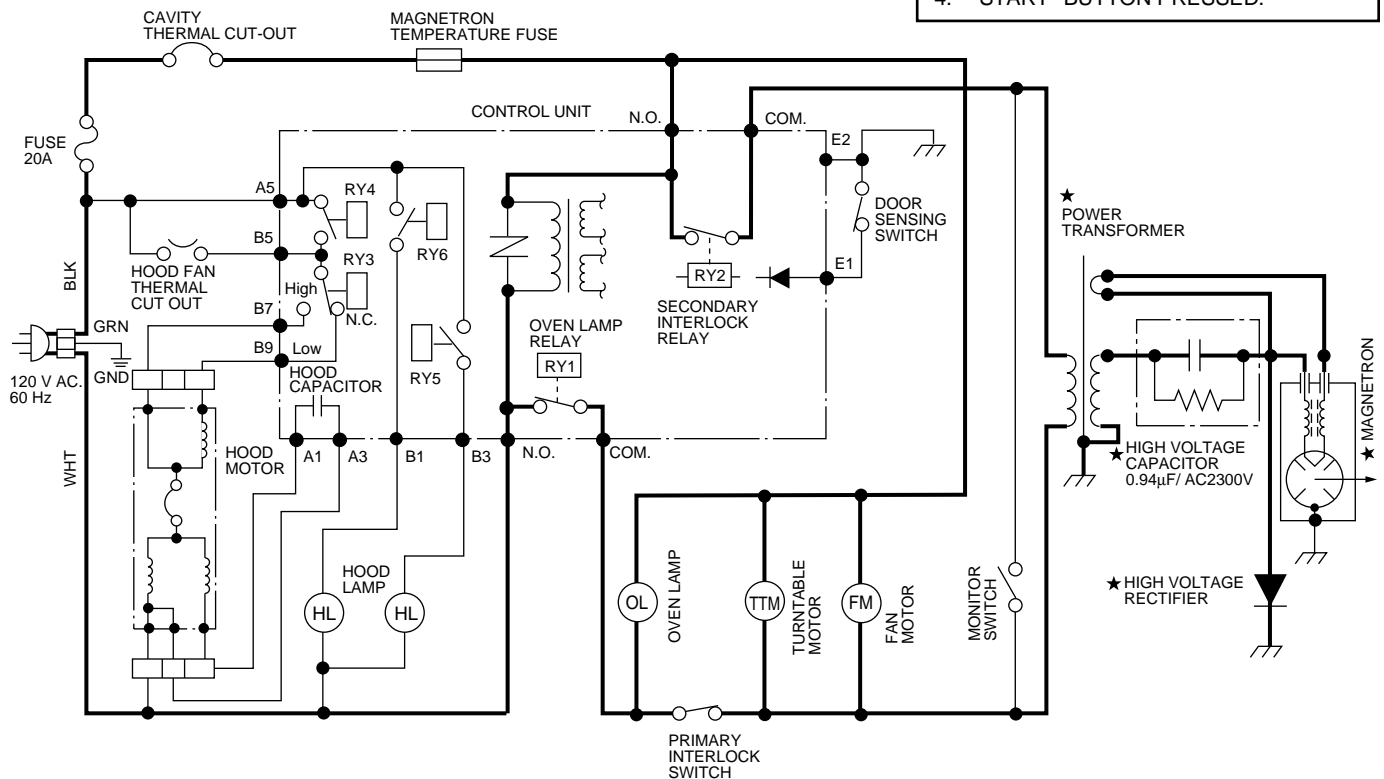 4. "START" BUTTON PRESSED.
CAVITY
THERMAL CUT-OUT
MAGNETRON
TEMPERATURE FUSE
CONTROL UNIT
N.O.
COM.
E2
FUSE
20A
A5
RY4
B5
RY3
RY6
HOOD FAN
THERMAL
CUT OUT
BLK
High
B7
N.C.
B9
Low
RY5
HOOD
CAPACITOR
GRN
GND
120 V AC.
60 Hz
WHT
HOOD
MOTOR
A1
A3
B1
B3
N.O.
COM.
OVEN LAMP
RELAY
RY1
RY2
SECONDARY
INTERLOCK
RELAY
E1
DOOR
SENSING
SWITCH
★
POWER
TRANSFORMER
★ HIGH VOLTAGE
CAPACITOR
0.94µF/ AC2300V
★ MAGNETRON
★ HIGH VOLTAGE
RECTIFIER
HOOD
LAMP
HL
HL
OL
OVEN LAMP
TTM
TURNTABLE
MOTOR
FM
FAN
MOTOR
MONITOR
SWITCH
PRIMARY
INTERLOCK
SWITCH